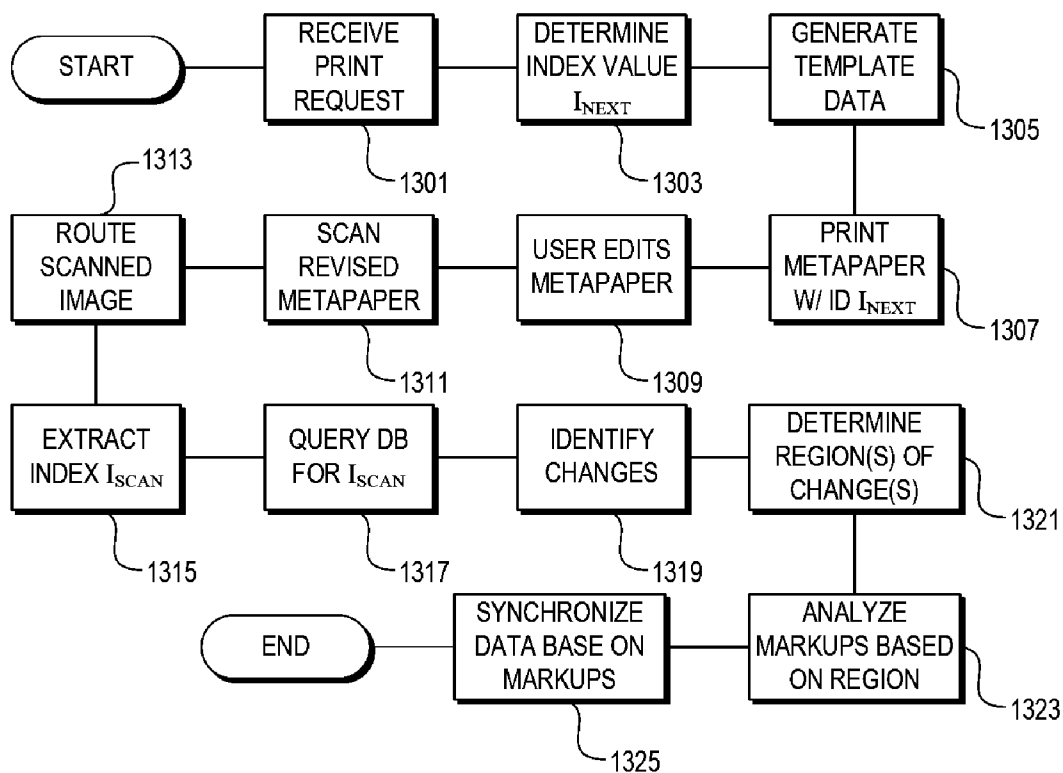 START
RECEIVE
PRINT
REQUEST
1301
DETERMINE
INDEX VALUE
I_NEXT
1303
GENERATE
TEMPLATE
DATA
1305
PRINT
METAPAPER
W/ ID I_NEXT
1307
USER EDITS
METAPAPER
1309
SCAN
REVISED
METAPAPER
1311
1313
ROUTE
SCANNED
IMAGE
EXTRACT
INDEX I_SCAN
1315
QUERY DB
FOR I_SCAN
1317
IDENTIFY
CHANGES
1319
DETERMINE
REGION(S) OF
CHANGE(S)
1321
ANALYZE
MARKUPS BASED
ON REGION
1323
SYNCHRONIZE
DATA BASE ON
MARKUPS
1325
END